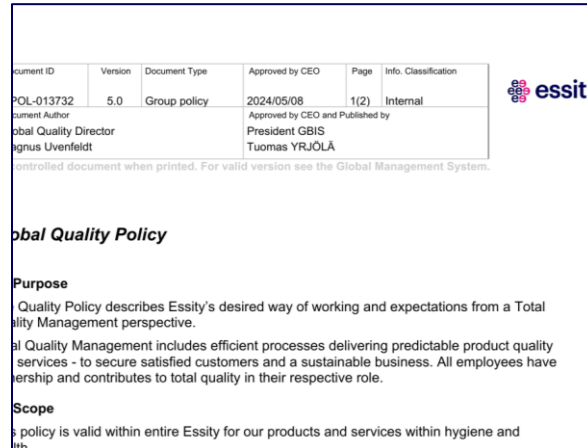 cument ID Version Document Type Approved by CEO Page Info. Classification
POL-013732 5.0 Group policy 2024/05/08 1(2) Internal
cument Author Approved by CEO and Published by
obal Quality Director President GBIS
agnus Uvenfeldt Tuomas YRJÖLÄ
controlled document when printed. For valid version see the Global Management System.
essit
obal Quality Policy
Purpose
Quality Policy describes Essity’s desired way of working and expectations from a Total
ality Management perspective.
al Quality Management includes efficient processes delivering predictable product quality
services - to secure satisfied customers and a sustainable business. All employees have
nership and contributes to total quality in their respective role.
Scope
s policy is valid within entire Essity for our products and services within hygiene and